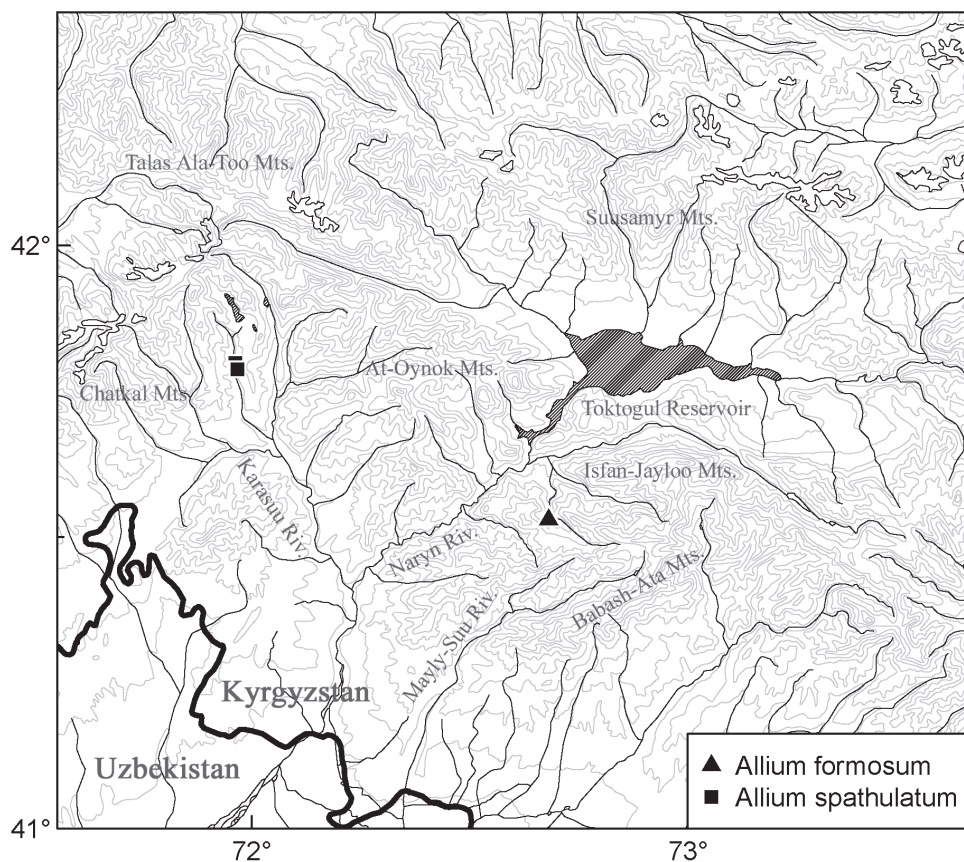 Talas Ala-Too Mts.
Suusamyr Mts.
42°
At-Oynok Mts.
Chatkal Mts.
Toktogul Reservoir
Isfan-Jayloo Mts.
Karasuu Riv.
Naryn Riv.
Babash-Ala Mts.
Mayly-Suu Riv.
Kyrgyzstan
Uzbekistan
Allium formosum
Allium spathulatum
41°
72°
73°